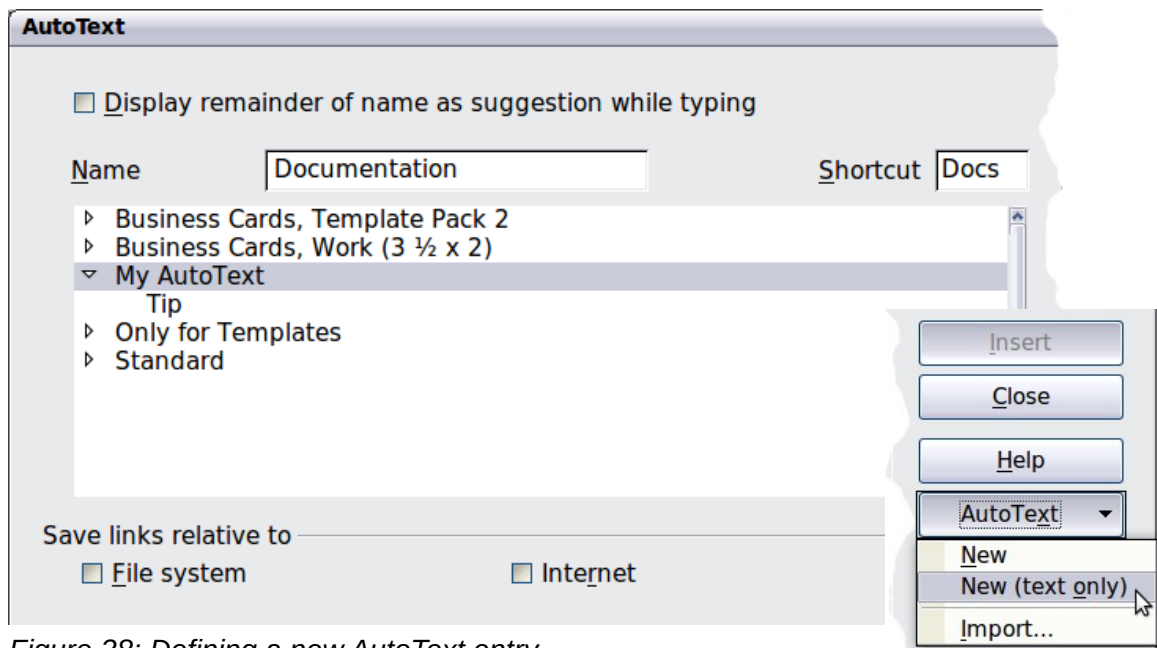 AutoText
Display remainder of name as suggestion while typing
Name Documentation Shortcut Docs
Business Cards, Template Pack 2
Business Cards, Work (3 ½ x 2)
My AutoText
Tip
Only for Templates
Standard
Insert
Close
Help
AutoText
New
New (text only)
Import...
Save links relative to
File system Internet
Figure 28: Defining a new AutoText entry